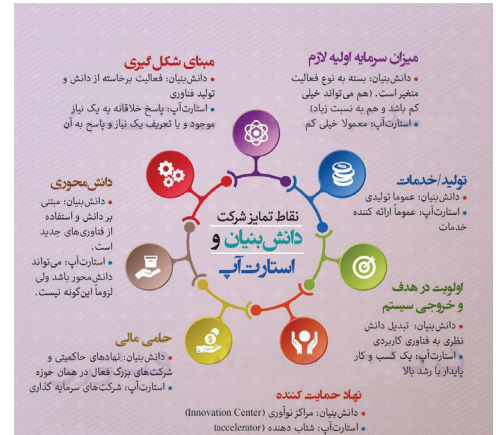 میزان سرمایه اولیه لازم
• دانش‌بنیان: بسته به نوع فعالیت
متغیر است. (هم می‌تواند خیلی
کم باشد و هم به نسبت زیاد)
• استارت‌آپ: معمولا خیلی کم
مبنای شکل گیری
• دانش‌بنیان: فعالیت برخاسته از دانش و
تولید فناوری
• استارت‌آپ: پاسخ خلاقانه به یک نیاز
موجود و یا تعریف یک نیاز و پاسخ به آن
تولید/خدمات
• دانش‌بنیان: عموما تولیدی
• استارت‌آپ: عموماً ارائه کننده
خدمات
دانش‌محوری
• دانش‌بنیان: مبتنی
بر دانش و استفاده
از فناوری‌های جدید
است.
• استارت‌آپ: می‌تواند
دانش‌محور باشد ولی
لزوماً این‌گونه نیست.
نقاط تمایز شرکت
دانش‌بنیان و
استارت‌آپ
اولویت در هدف
و خروجی سیستم
• دانش‌بنیان: تبدیل دانش
نظری به فناوری کاربردی
• استارت‌آپ: یک کسب و کار
پایدار با رشد بالا
حامی مالی
• دانش‌بنیان: نهادهای حاکمیتی و
شرکت‌های بزرگ فعال در همان حوزه
• استارت‌آپ: شرکت‌های سرمایه گذاری
نهاد حمایت کننده
• دانش‌بنیان: مراکز نوآوری (Innovation Center)
• استارت‌آپ: شتاب دهنده (accelerator)